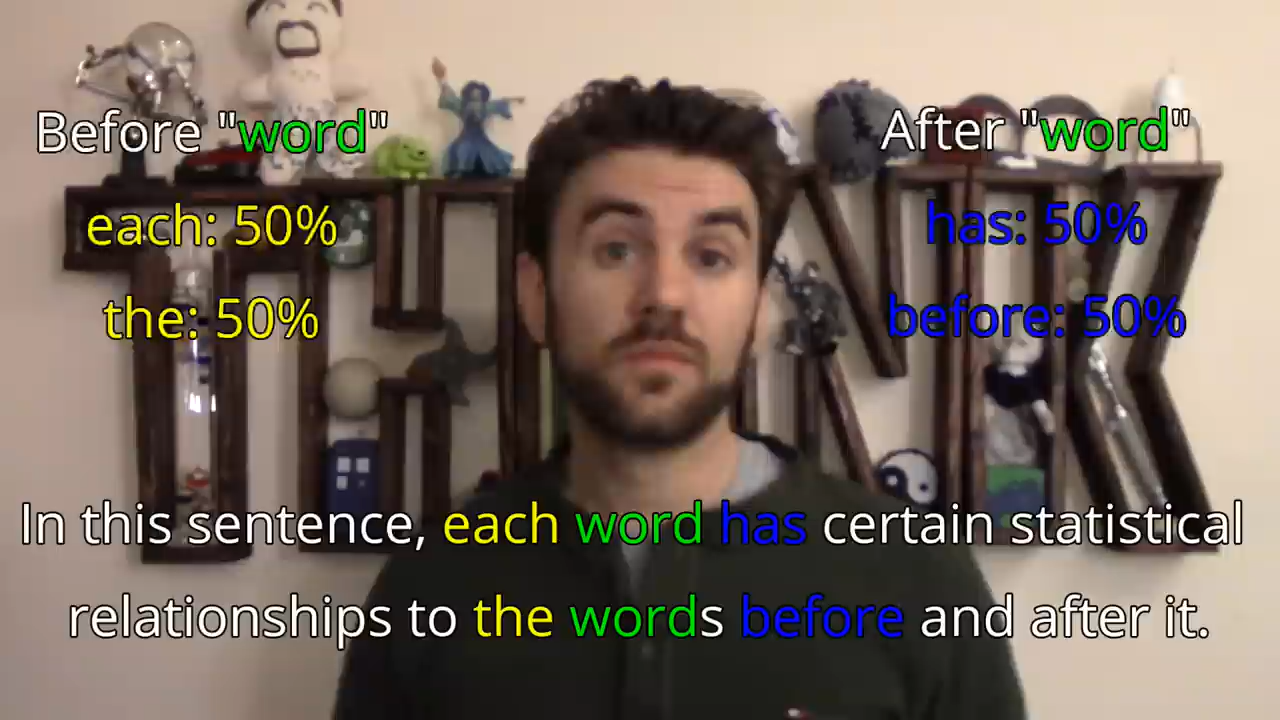 Before "word"
each: 50%
the: 50%
After "word"
has: 50%
before: 50%
THINK
In this sentence, each word has certain statistical
relationships to the words before and after it.